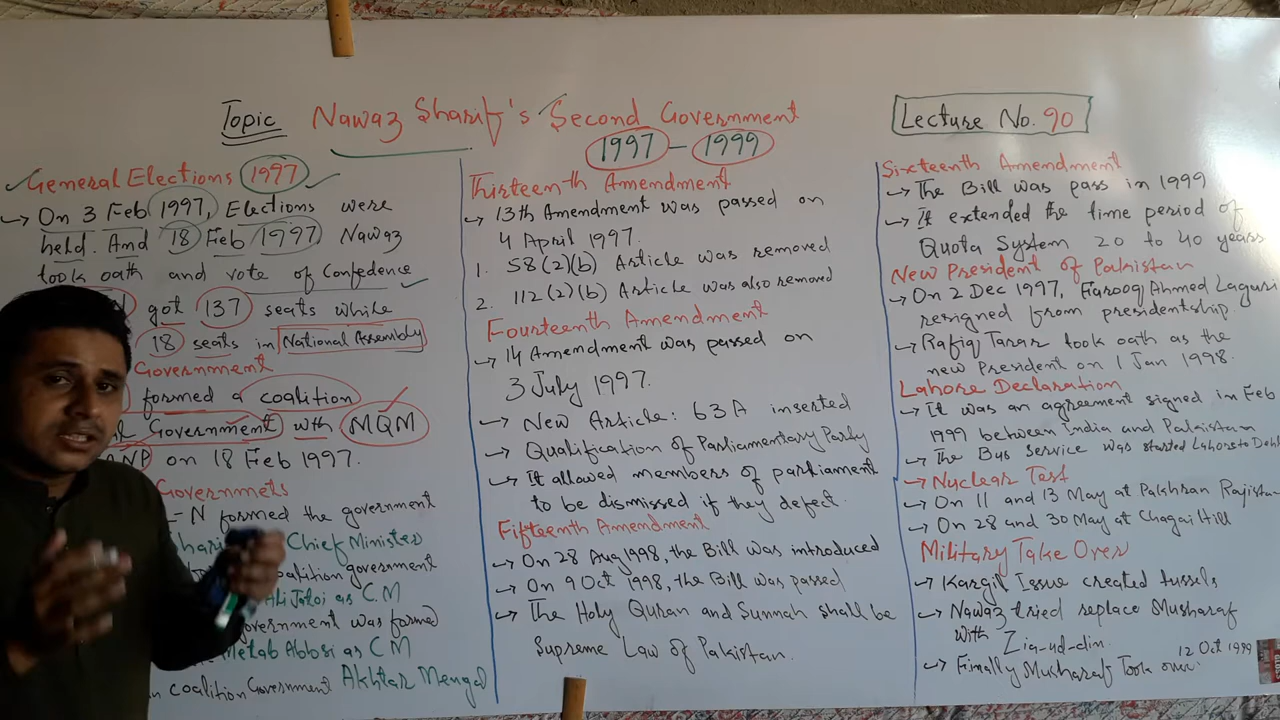 Topic Nawaz Sharif's Second Government
1997 - 1999
Lecture No. 90
General Elections 1997
→ On 3 Feb 1997, Elections were
held. And 18 Feb 1997 Nawaz
took oath and vote of Confedence
got 137 seats while
18 seats in National Assembly
Government
formed a coalition
Government with MQM
ANP on 18 Feb 1997.
Governmets
-N formed the government
Chief Minister
coalition government
Ali Jatoi as C.M
government was formed
Metab Abbasi as CM
coalition Government Akhtar Mengal
Thirteenth Amendment
→ 13th Amendment was passed on
4 April 1997.
1. 58(2)(b) Article was removed
2. 112(2)(b) Article was also removed
Fourteenth Amendment
→ 14 Amendment was passed on
3 July 1997.
→ New Article: 63A inserted
→ Qualification of Parliamentary Party
→ It allowed members of parliament
to be dismissed if they defect.
Fifteenth Amendment
→ On 28 Aug 1998, the Bill was introduced
→ On 9 Oct 1998, the Bill was passed
→ The Holy Quran and Sunnah shall be
Supreme Law of Pakistan.
Sixteenth Amendment
→ The Bill was pass in 1999
→ It extended the time period of
Quota System 20 to 40 years
New President of Pakistan
→ On 2 Dec 1997, Farooq Ahmed Lagari
resigned from presidentship.
→ Rafiq Tarar took oath as the
new President on 1 Jan 1998.
Lahore Declaration
→ It was an agreement signed in Feb
1999 between India and Pakistan
→ The Bus Service was started Lahore to Dehl
→ Nuclear Test
→ On 11 and 13 May at Pakhran Rajistan
→ On 28 and 30 May at Chagai Hill
Military Take Over
→ Kargil Issue created tussels
→ Nawaz tried replace Musharaf
with Zia-ud-din.
→ Finally Musharaf Took over 12 Oct 1999